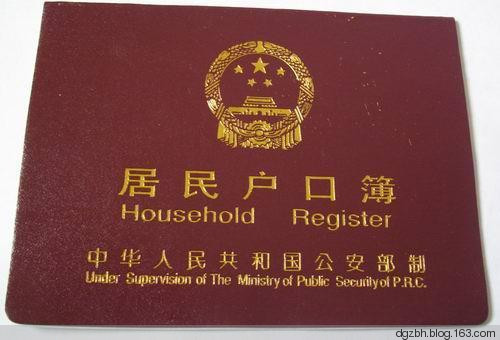 居民户口簿
Household Register
中华人民共和国公安部制
Under Supervision of The Ministry of Public Security of P.R.C.
dgzbh.blog.163.com